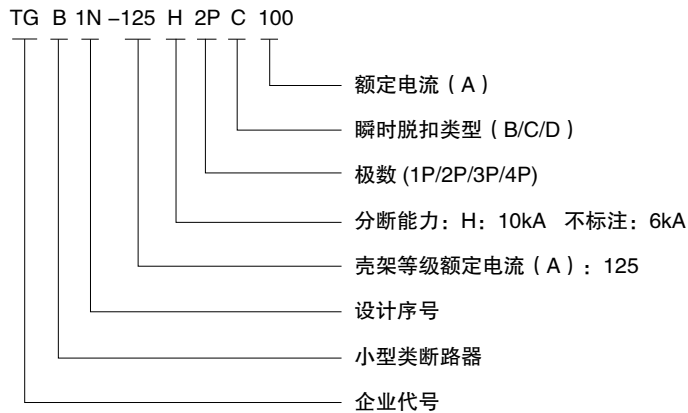 TG B 1N -125 H 2P C 100
额定电流（A）
瞬时脱扣类型（B/C/D）
极数 (1P/2P/3P/4P)
分断能力：H：10kA 不标注：6kA
壳架等级额定电流（A）：125
设计序号
小型类断路器
企业代号